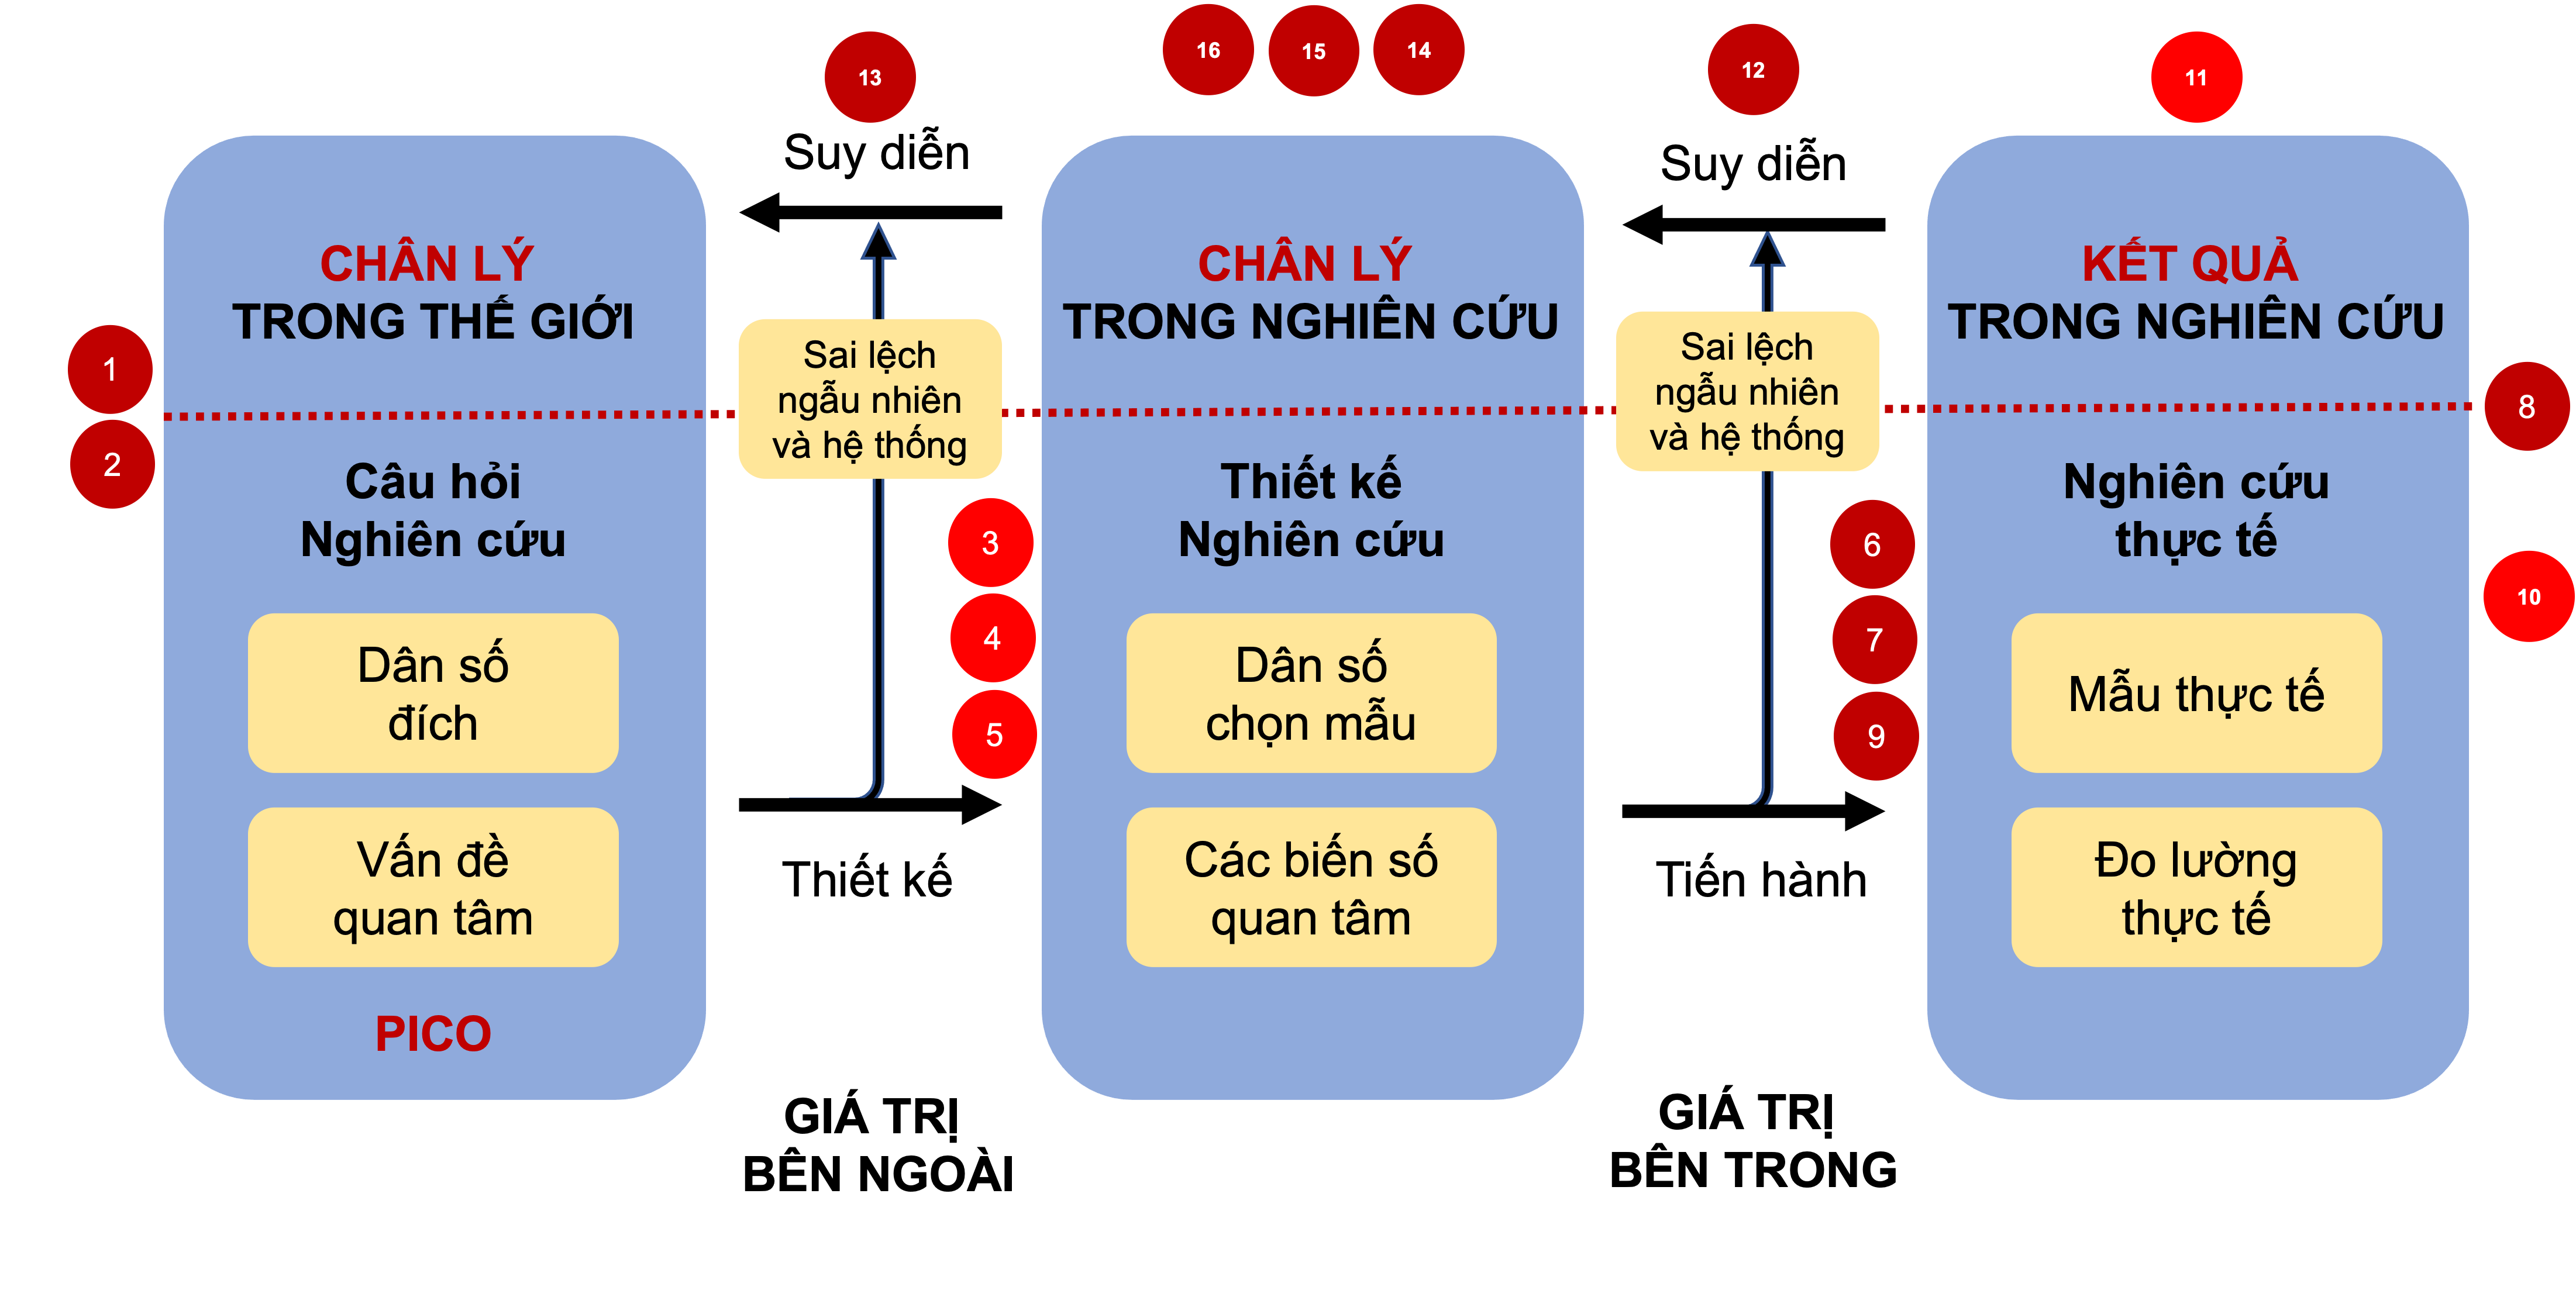 16
15
14
13
12
11
Suy diễn
Suy diễn
CHÂN LÝ
TRONG THẾ GIỚI
CHÂN LÝ
TRONG NGHIÊN CỨU
KẾT QUẢ
TRONG NGHIÊN CỨU
Sai lệch
ngẫu nhiên
và hệ thống
Sai lệch
ngẫu nhiên
và hệ thống
1
2
8
Câu hỏi
Nghiên cứu
Thiết kế
Nghiên cứu
Nghiên cứu
thực tế
3
4
5
6
7
9
10
Dân số
đích
Dân số
chọn mẫu
Mẫu thực tế
Vấn đề
quan tâm
Thiết kế
Các biến số
quan tâm
Tiến hành
Đo lường
thực tế
PICO
GIÁ TRỊ
BÊN NGOÀI
GIÁ TRỊ
BÊN TRONG